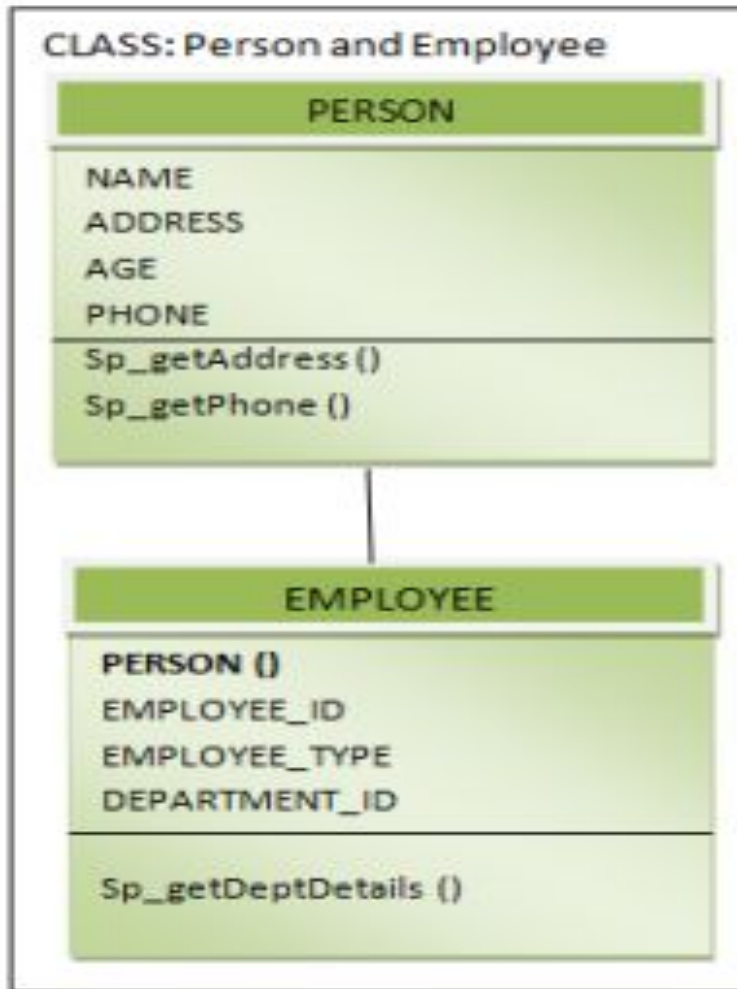 CLASS: Person and Employee
PERSON
NAME
ADDRESS
AGE
PHONE
Sp_getAddress ()
Sp_getPhone ()
EMPLOYEE
PERSON ()
EMPLOYEE_ID
EMPLOYEE_TYPE
DEPARTMENT_ID
Sp_getDeptDetails ()